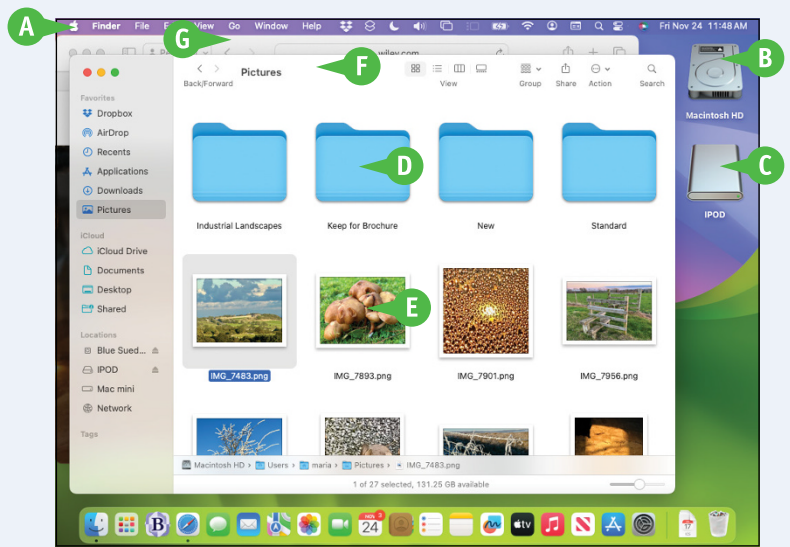 A
Finder File View Go Window Help Fri Nov 24 11:48 AM
G
wiley.com
F
B
Pictures
Back/Forward View Group Share Action Search
Macintosh HD
Favorites
Dropbox
AirDrop
Recents
Applications
Downloads
Pictures
D
C
IPOD
Industrial Landscapes Keep for Brochure New Standard
iCloud
iCloud Drive
Documents
Desktop
Shared
E
Locations
Blue Sued...
IPOD
Mac mini
Network
Tags
IMG_7483.png IMG_7893.png IMG_7901.png IMG_7956.png
Macintosh HD › Users › maria › Pictures › IMG_7483.png
1 of 27 selected, 131.25 GB available
NOV 3
24
B
tv
N